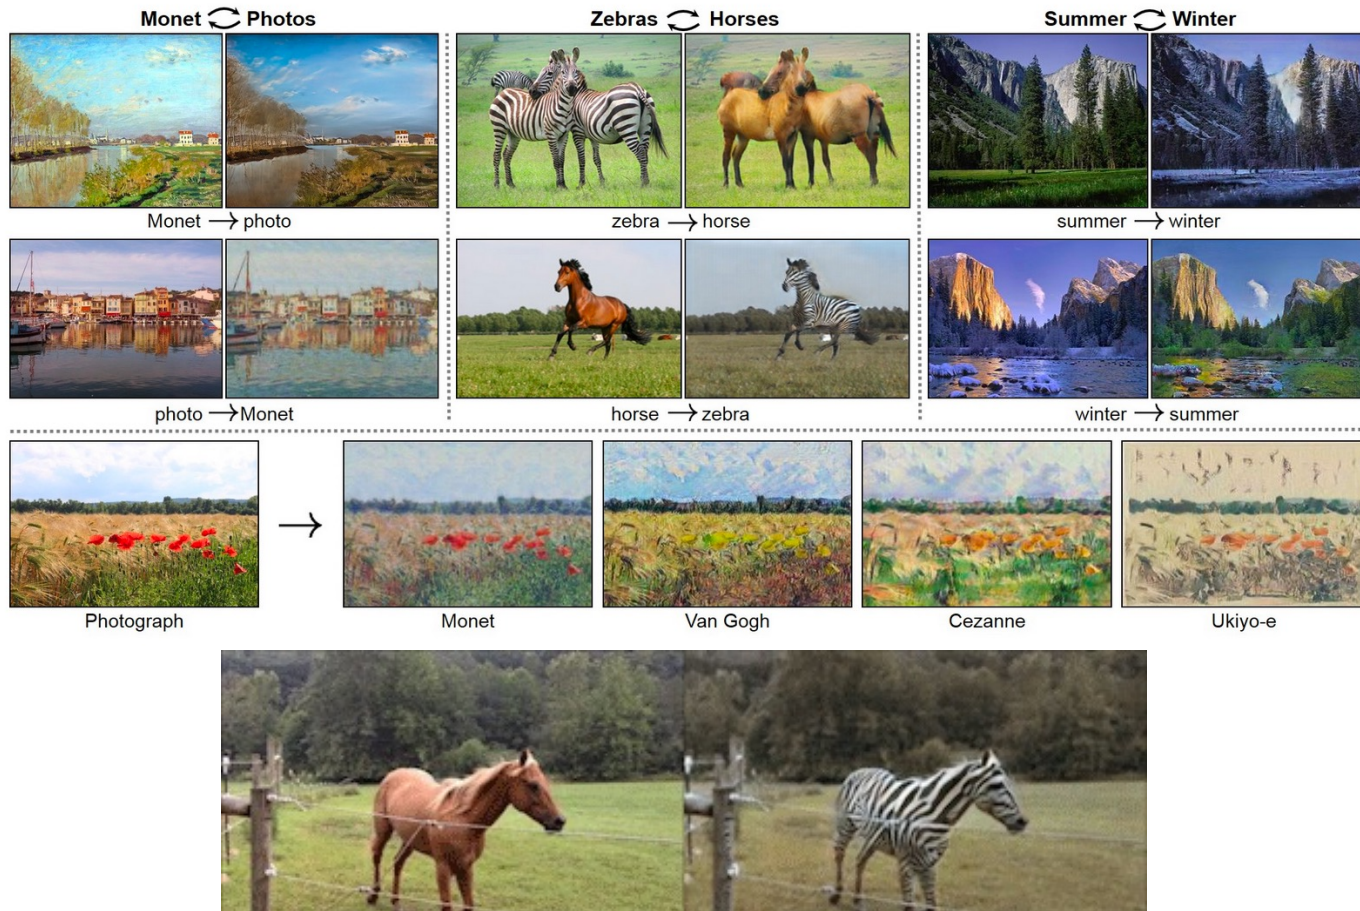 Monet Photos
Zebras Horses
Summer Winter
Monet → photo
zebra → horse
summer → winter
photo → Monet
horse → zebra
winter → summer
Photograph
Monet
Van Gogh
Cezanne
Ukiyo-e